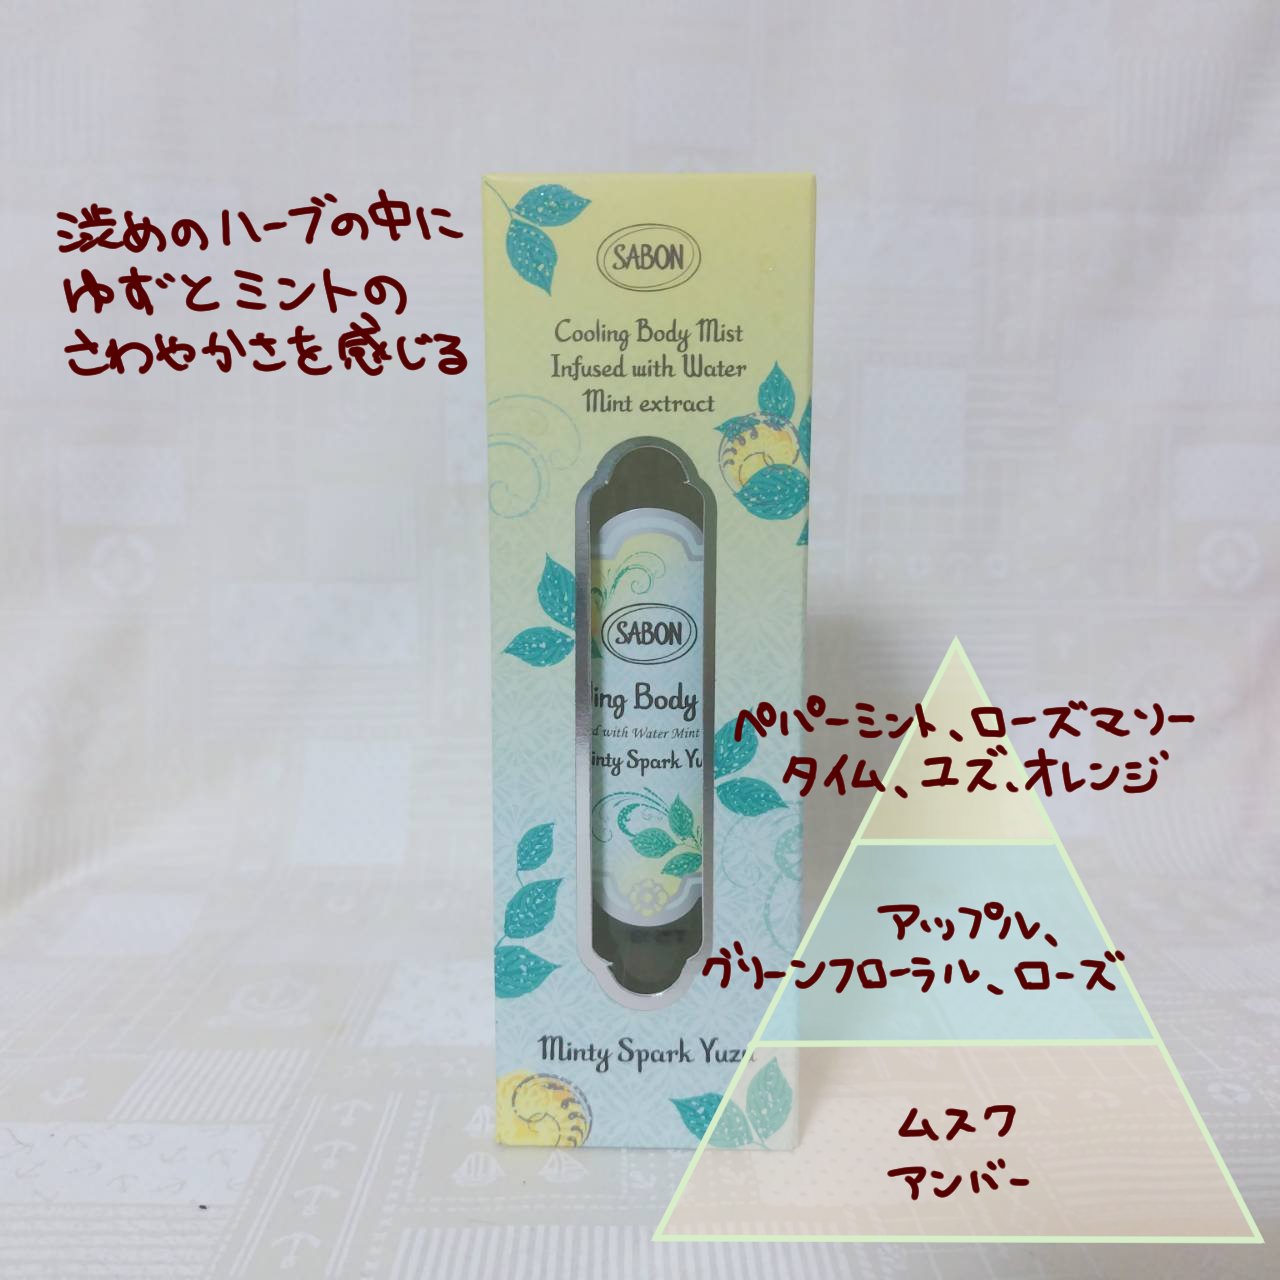 渋めのハーブの中に
ゆずとミントの
さわやかさを感じる
SABON
Cooling Body Mist
Infused with Water
Mint extract
SABON
ling Body
d with Water Mint
inty Spark Yu
Minty Spark Yuzu
ペパーミント、ローズマリー
タイム、ユズ、オレンジ
アップル、
グリーンフローラル、ローズ
ムスク
アンバー